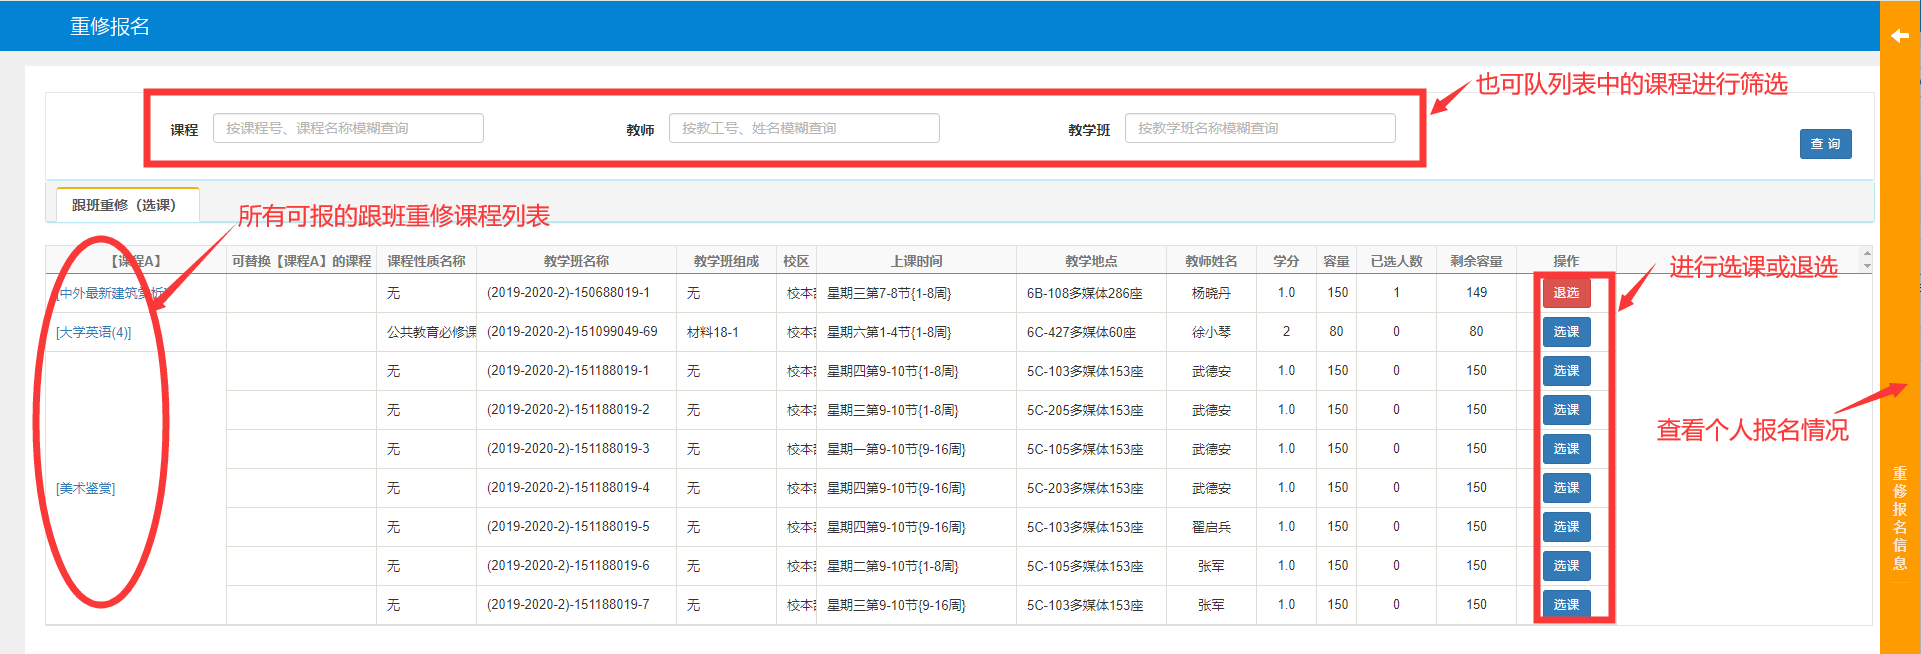 重修报名
也可队列表中的课程进行筛选
课程 按课程号、课程名称模糊查询 教师 按教工号、姓名模糊查询 教学班 按教学班名称模糊查询
查 询
跟班重修（选课）
所有可报的跟班重修课程列表
【课程A】 可替换【课程A】的课程 课程性质名称 教学班名称 教学班组成 校区 上课时间 教学地点 教师姓名 学分 容量 已选人数 剩余容量 操作
进行选课或退选
[中外最新建筑赏析] 无 (2019-2020-2)-150688019-1 无 校本 星期三第7-8节{1-8周} 6B-108多媒体286座 杨晓丹 1.0 150 1 149 退选
[大学英语(4)] 公共教育必修课 (2019-2020-2)-151099049-69 材料18-1 校本 星期六第1-4节{1-8周} 6C-427多媒体60座 徐小琴 2 80 0 80 选课
无 (2019-2020-2)-151188019-1 无 校本 星期四第9-10节{1-8周} 5C-103多媒体153座 武德安 1.0 150 0 150 选课
无 (2019-2020-2)-151188019-2 无 校本 星期三第9-10节{1-8周} 5C-205多媒体153座 武德安 1.0 150 0 150 选课
查看个人报名情况
无 (2019-2020-2)-151188019-3 无 校本 星期一第9-10节{9-16周} 5C-105多媒体153座 武德安 1.0 150 0 150 选课
[美术鉴赏] 无 (2019-2020-2)-151188019-4 无 校本 星期四第9-10节{9-16周} 5C-203多媒体153座 武德安 1.0 150 0 150 选课
无 (2019-2020-2)-151188019-5 无 校本 星期四第9-10节{9-16周} 5C-103多媒体153座 翟启兵 1.0 150 0 150 选课
无 (2019-2020-2)-151188019-6 无 校本 星期二第9-10节{1-8周} 5C-105多媒体153座 张军 1.0 150 0 150 选课
无 (2019-2020-2)-151188019-7 无 校本 星期三第9-10节{9-16周} 5C-103多媒体153座 张军 1.0 150 0 150 选课
重修报名信息